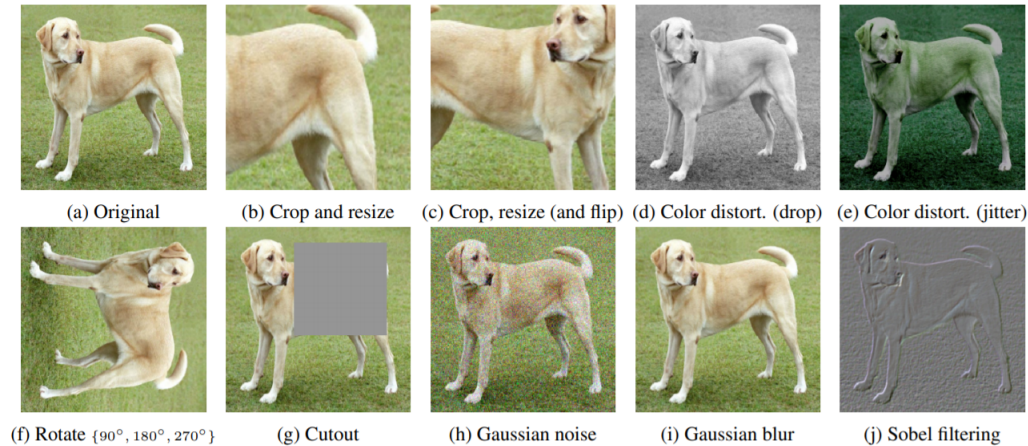 (a) Original
(b) Crop and resize
(c) Crop, resize (and flip)
(d) Color distort. (drop)
(e) Color distort. (jitter)
(f) Rotate {90°, 180°, 270°}
(g) Cutout
(h) Gaussian noise
(i) Gaussian blur
(j) Sobel filtering